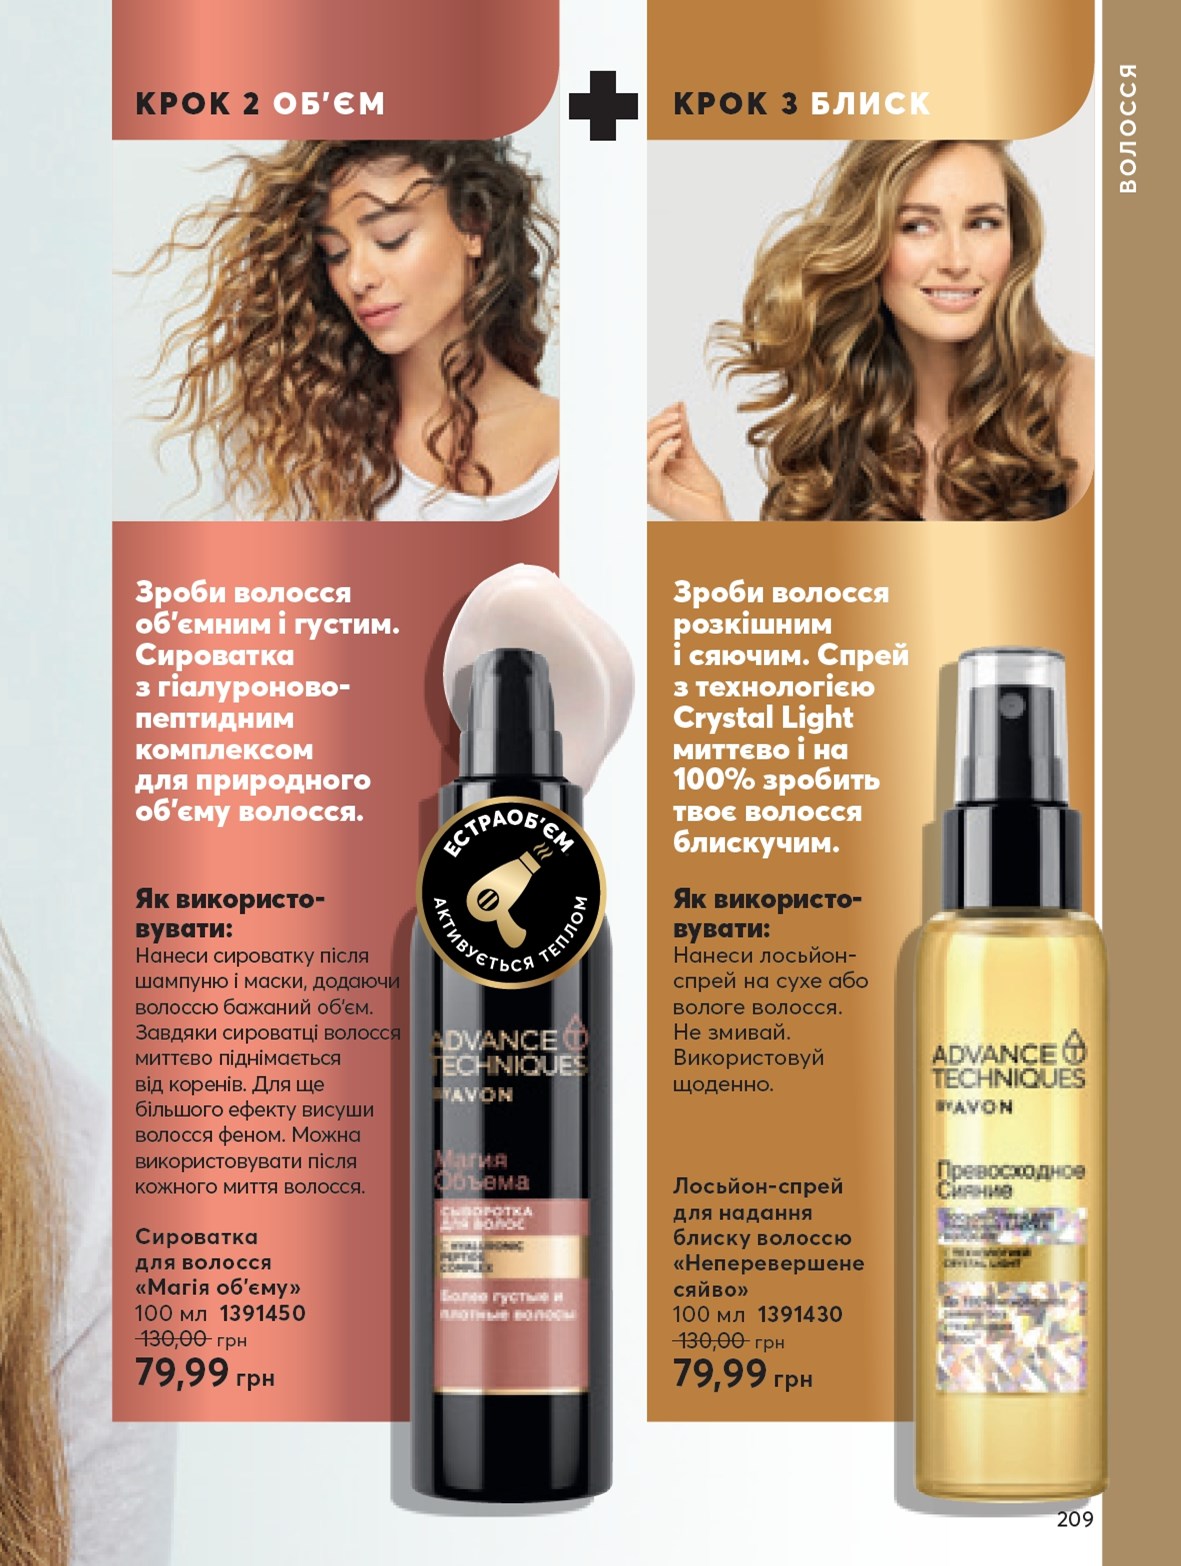 КРОК 2 ОБ'ЄМ
Зроби волосся
об'ємним і густим.
Сироватка
з гіалуроново-
пептидним
комплексом
для природного
об'єму волосся.
Як використо-
вувати:
Нанеси сироватку після
шампуню і маски, додаючи
волоссю бажаний об'єм.
Завдяки сироватці волосся
миттєво піднімається
від коренів. Для ще
більшого ефекту висуши
волосся феном. Можна
використовувати після
кожного миття волосся.
Сироватка
для волосся
«Магія об'єму»
100 мл 1391450
130,00 грн
79,99 грн
ЕСТРАОБ'ЄМ
АКТИВУЄТЬСЯ ТЕПЛОМ
ADVANCE
TECHNIQUES
BY AVON
Магия
Объема
СЫВОРОТКА
ДЛЯ ВОЛОС
С HYALURONIC
PEPTIDE
COMPLEX
Более густые и
плотные волосы
КРОК 3 БЛИСК
Зроби волосся
розкішним
і сяючим. Спрей
з технологією
Crystal Light
миттєво і на
100% зробить
твоє волосся
блискучим.
Як використо-
вувати:
Нанеси лосьйон-
спрей на сухе або
вологе волосся.
Не змивай.
Використовуй
щоденно.
Лосьйон-спрей
для надання
блиску волоссю
«Неперевершене
сяйво»
100 мл 1391430
130,00 грн
79,99 грн
ADVANCE
TECHNIQUES
BY AVON
Превосходное
Сияние
С ТЕХНОЛОГИЕЙ
CRYSTAL LIGHT
ВОЛОССЯ
209